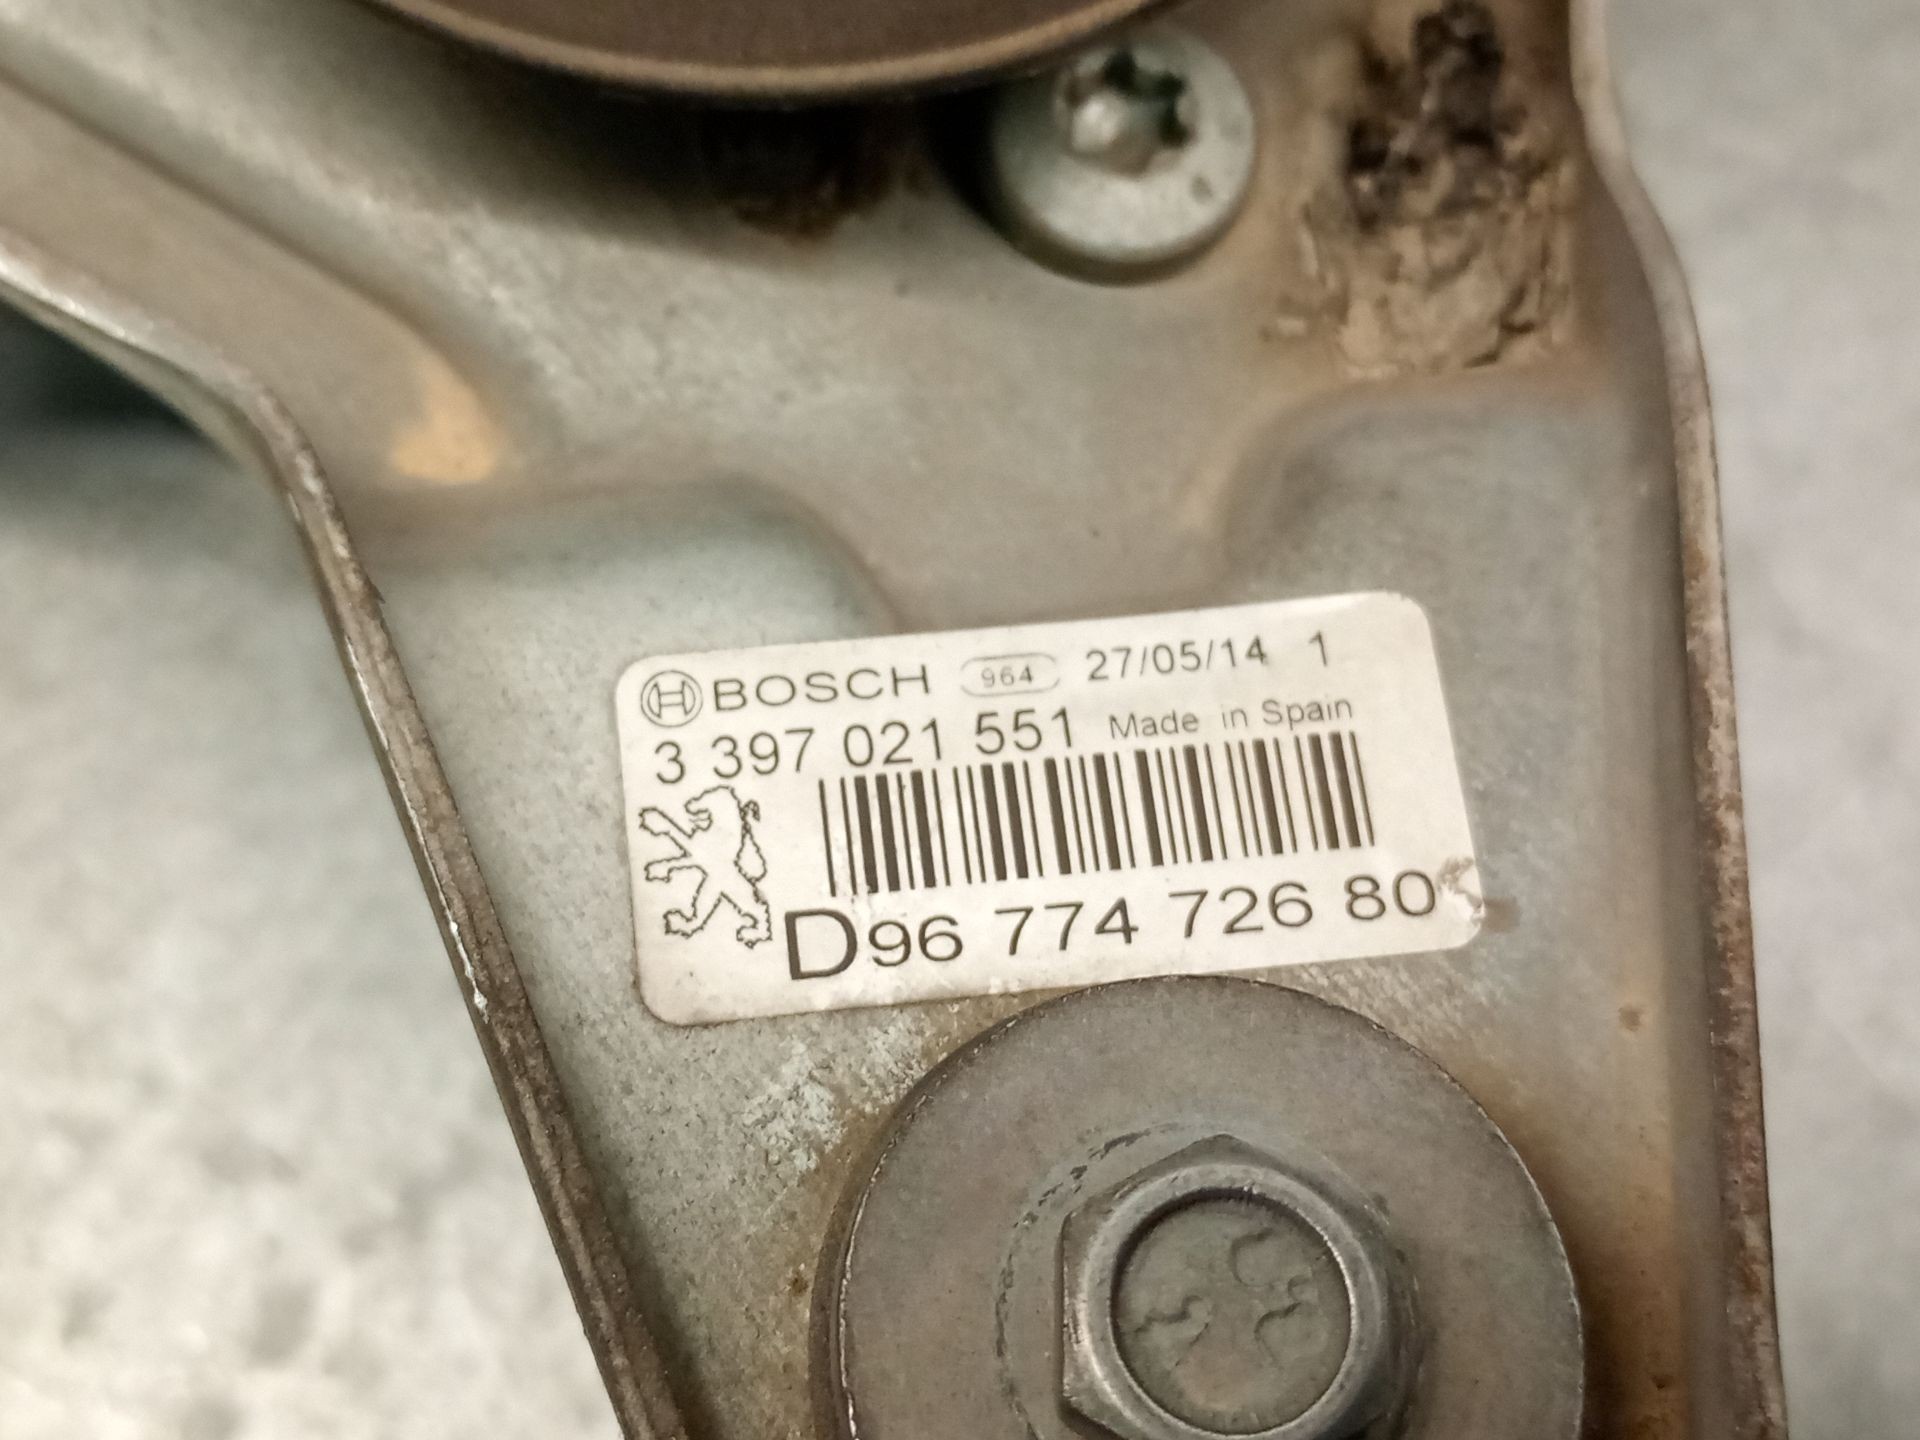 BOSCH 964 27/05/14 1
3 397 021 551 Made in Spain
D96 774 726 80